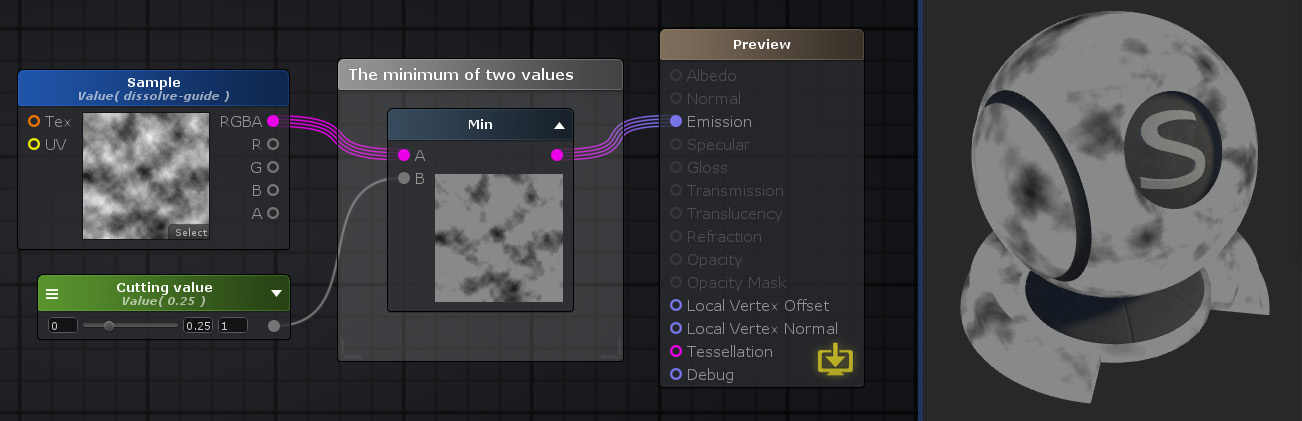 Sample
Value( dissolve-guide )
Tex
RGBA
UV
R
G
B
A
Select
Cutting value
Value( 0.25 )
0
0.25
1
The minimum of two values
Min
A
B
Preview
Albedo
Normal
Emission
Specular
Gloss
Transmission
Translucency
Refraction
Opacity
Opacity Mask
Local Vertex Offset
Local Vertex Normal
Tessellation
Debug
S